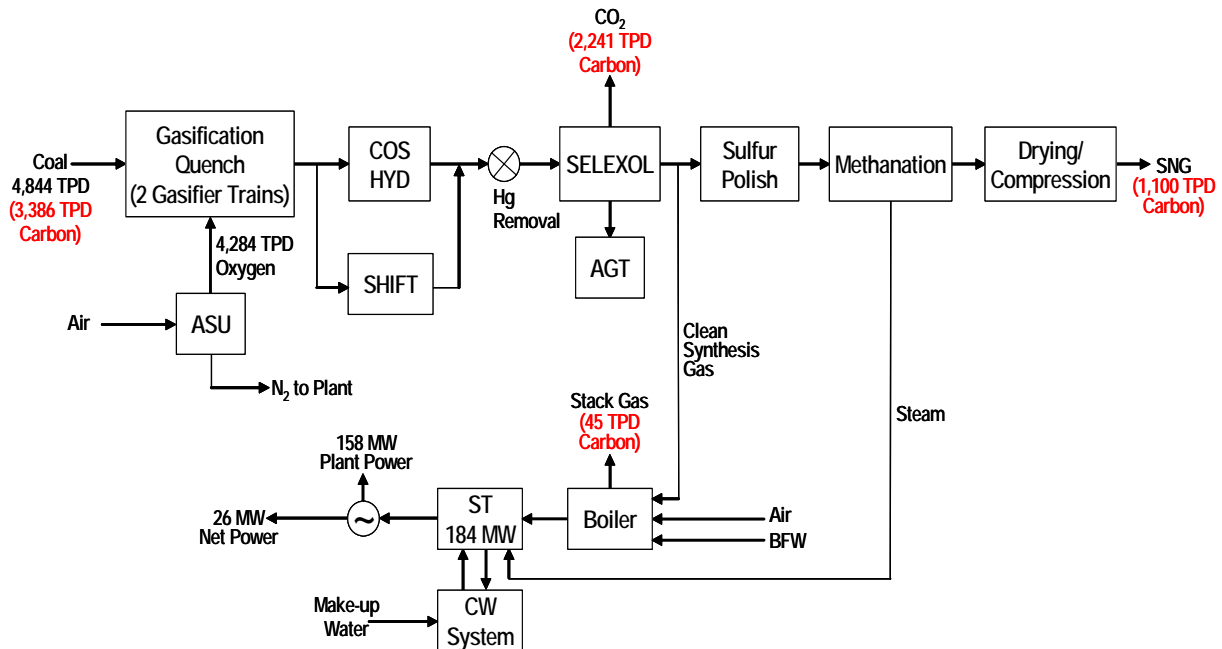 CO₂
(2,241 TPD
Carbon)
Coal
4,844 TPD
(3,386 TPD
Carbon)
Gasification
Quench
(2 Gasifier Trains)
COS
HYD
Hg
Removal
SELEXOL
Sulfur
Polish
Methanation
Drying/
Compression
SNG
(1,100 TPD
Carbon)
4,284 TPD
Oxygen
SHIFT
AGT
Air
ASU
N₂ to Plant
Clean
Synthesis
Gas
Steam
Stack Gas
(45 TPD
Carbon)
158 MW
Plant Power
26 MW
Net Power
~
ST
184 MW
Boiler
Air
BFW
Make-up
Water
CW
System